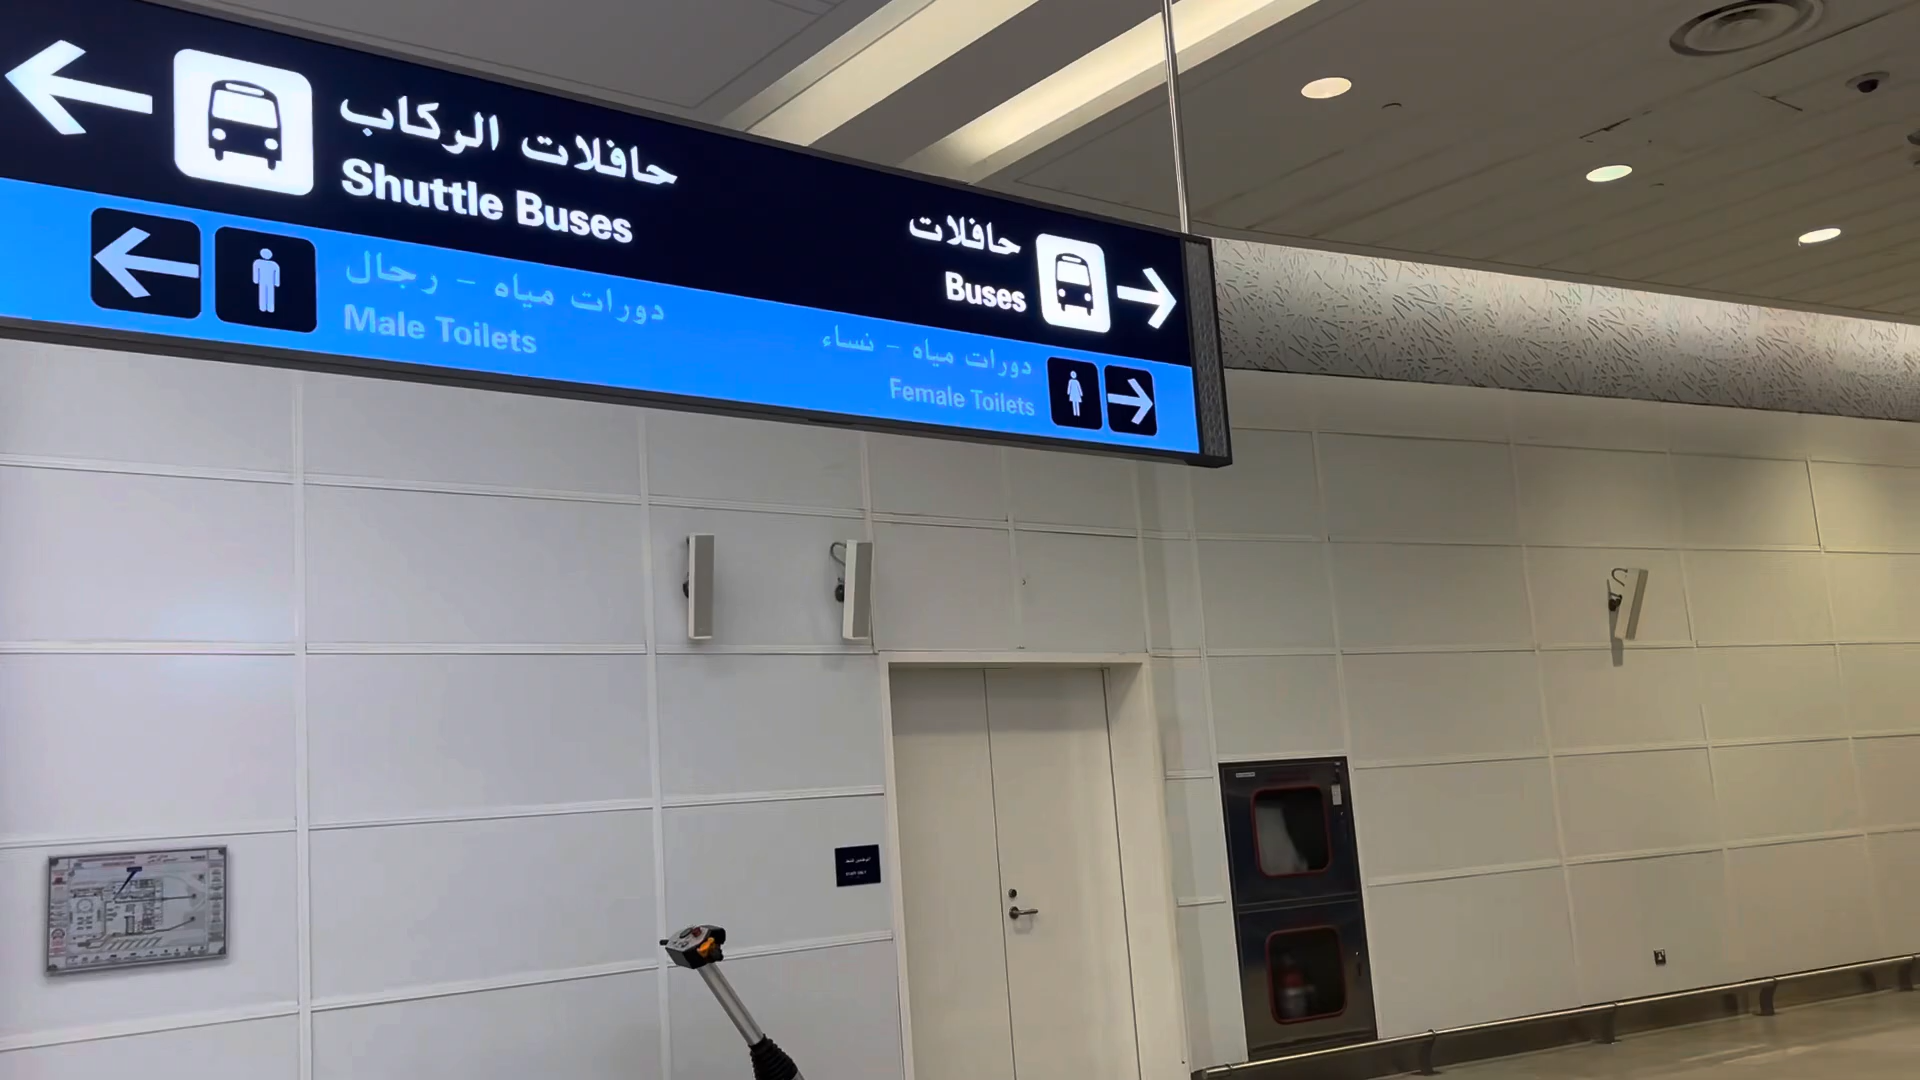 حافلات الركاب
Shuttle Buses
حافلات
Buses
دورات مياه - رجال
Male Toilets
دورات مياه - نساء
Female Toilets